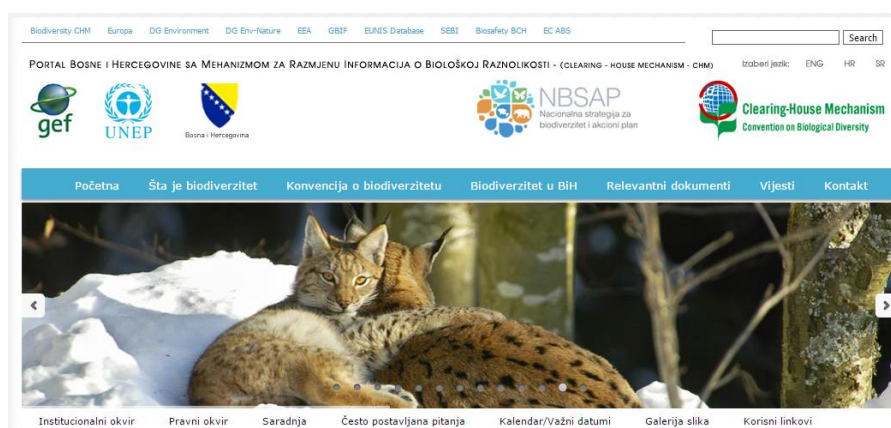 Biodiversity CHM Europa DG Environment DG Env-Nature EEA GBIF EUNIS Database SEBI Biosafety BCH EC ABS
Search
PORTAL BOSNE I HERCEGOVINE SA MEHANIZMOM ZA RAZMJENU INFORMACIJA O BIOLOŠKOJ RAZNOLIKOSTI - (CLEARING - HOUSE MECHANISM - CHM)
Izaberi jezik: ENG HR SR
gef
UNEP
Bosna i Hercegovina
NBSAP
Nacionalna strategija za
biodiverzitet i akcioni plan
Clearing-House Mechanism
Convention on Biological Diversity
Početna Šta je biodiverzitet Konvencija o biodiverzitetu Biodiverzitet u BiH Relevantni dokumenti Vijesti Kontakt
Institucionalni okvir Pravni okvir Saradnja Često postavljana pitanja Kalendar/Važni datumi Galerija slika Korisni linkovi